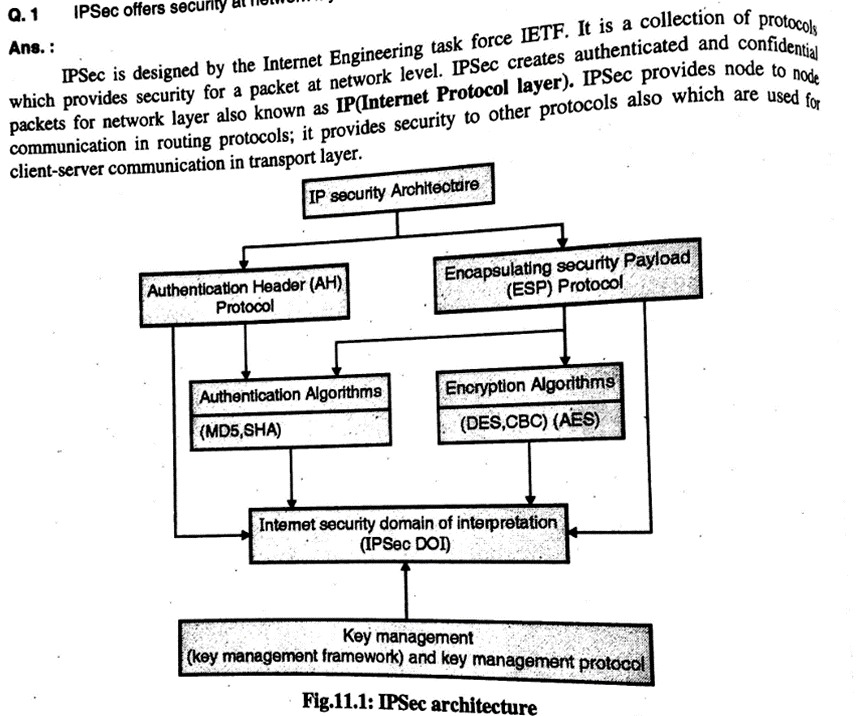 Q. 1 IPSec offers security at
Ans. :
IPSec is designed by the Internet Engineering task force IETF. It is a collection of protocols
which provides security for a packet at network level. IPSec creates authenticated and confidential
packets for network layer also known as IP(Internet Protocol layer). IPSec provides node to node
communication in routing protocols; it provides security to other protocols also which are used for
client-server communication in transport layer.
IP security Architecture
Authentication Header (AH)
Protocol
Encapsulating security Payload
(ESP) Protocol
Authentication Algorithms
(MD5,SHA)
Encryption Algorithms
(DES,CBC) (AES)
Internet security domain of interpretation
(IPSec DOI)
Key management
(key management framework) and key management protocol
Fig.11.1: IPSec architecture